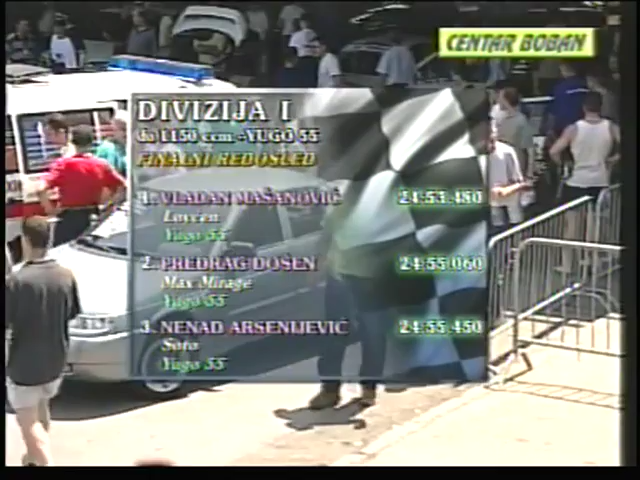 CENTAR BOBAN
DIVIZIJA I
do 1150 ccm - YUGO 55
FINALNI REDOSLED
1. VLADAN MAŠANOVIĆ 24:53.480
Lovćen
Yugo 55
2. PREDRAG DOŠEN 24:55.060
Max Mirage
Yugo 55
3. NENAD ARSENIJEVIĆ 24:55.450
Soto
Yugo 55